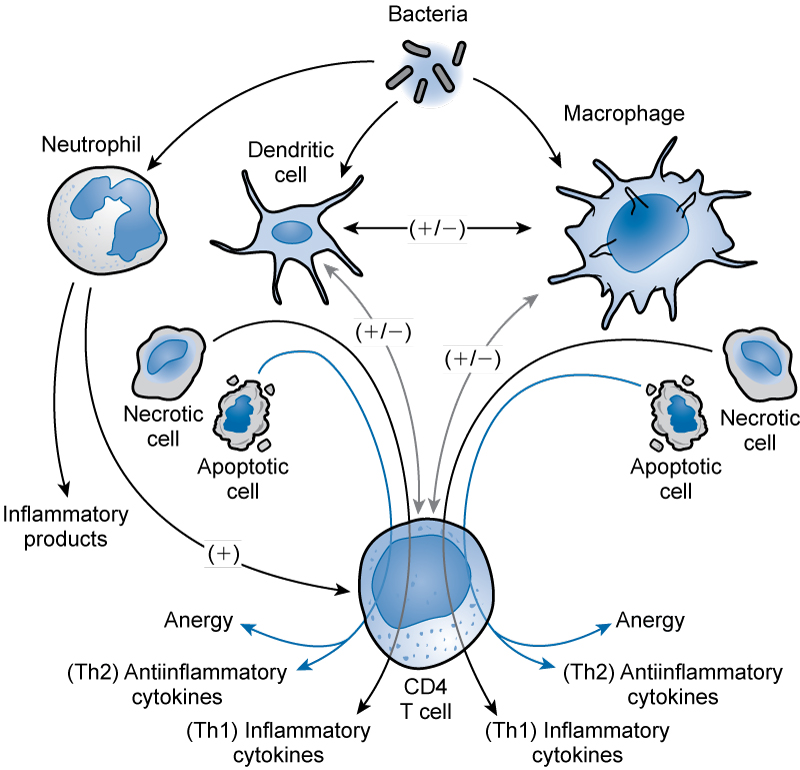 Bacteria
Macrophage
Neutrophil
Dendritic
cell
(+/−)
(+/−)
(+/−)
Necrotic
cell
Apoptotic
cell
Necrotic
cell
Apoptotic
cell
Inflammatory
products
(+)
Anergy
Anergy
(Th2) Antiinflammatory
cytokines
(Th2) Antiinflammatory
cytokines
CD4
T cell
(Th1) Inflammatory
cytokines
(Th1) Inflammatory
cytokines